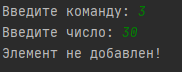 Введите команду: 3
Введите число: 30
Элемент не добавлен!